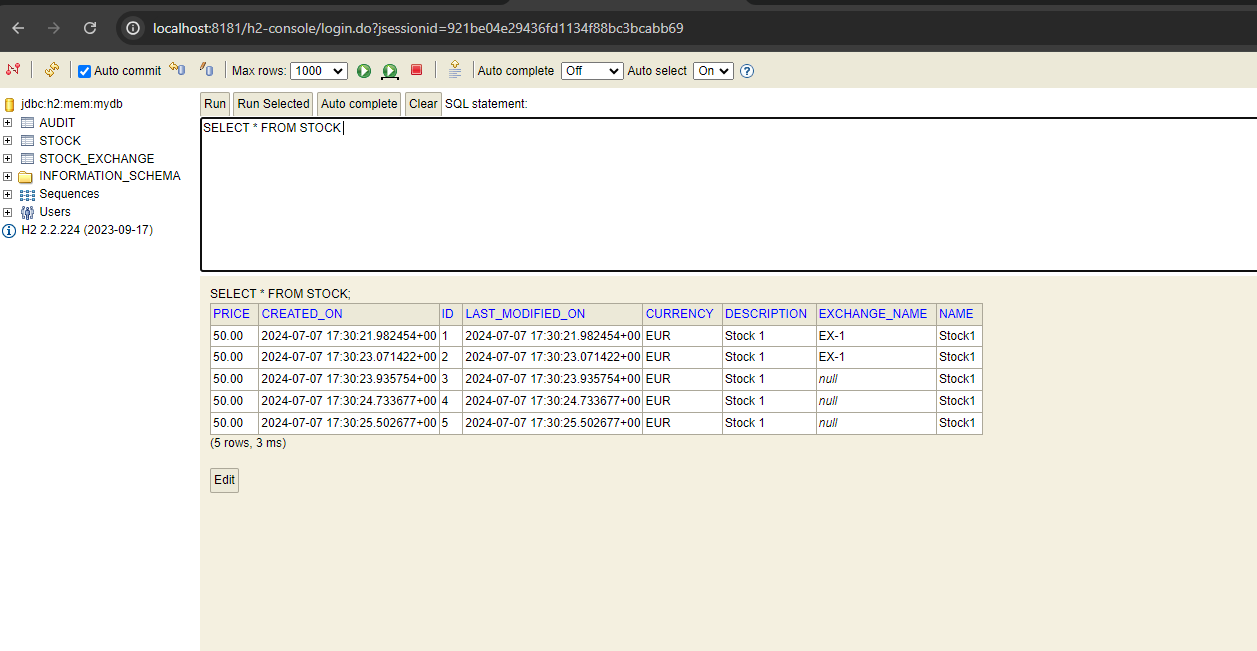 localhost:8181/h2-console/login.do?jsessionid=921be04e29436fd1134f88bc3bcabb69
Auto commit Max rows: 1000 Auto complete Off Auto select On ?
jdbc:h2:mem:mydb
AUDIT
STOCK
STOCK_EXCHANGE
INFORMATION_SCHEMA
Sequences
Users
H2 2.2.224 (2023-09-17)
Run Run Selected Auto complete Clear SQL statement:
SELECT * FROM STOCK
SELECT * FROM STOCK;
PRICE CREATED_ON ID LAST_MODIFIED_ON CURRENCY DESCRIPTION EXCHANGE_NAME NAME
50.00 2024-07-07 17:30:21.982454+00 1 2024-07-07 17:30:21.982454+00 EUR Stock 1 EX-1 Stock1
50.00 2024-07-07 17:30:23.071422+00 2 2024-07-07 17:30:23.071422+00 EUR Stock 1 EX-1 Stock1
50.00 2024-07-07 17:30:23.935754+00 3 2024-07-07 17:30:23.935754+00 EUR Stock 1 null Stock1
50.00 2024-07-07 17:30:24.733677+00 4 2024-07-07 17:30:24.733677+00 EUR Stock 1 null Stock1
50.00 2024-07-07 17:30:25.502677+00 5 2024-07-07 17:30:25.502677+00 EUR Stock 1 null Stock1
(5 rows, 3 ms)
Edit